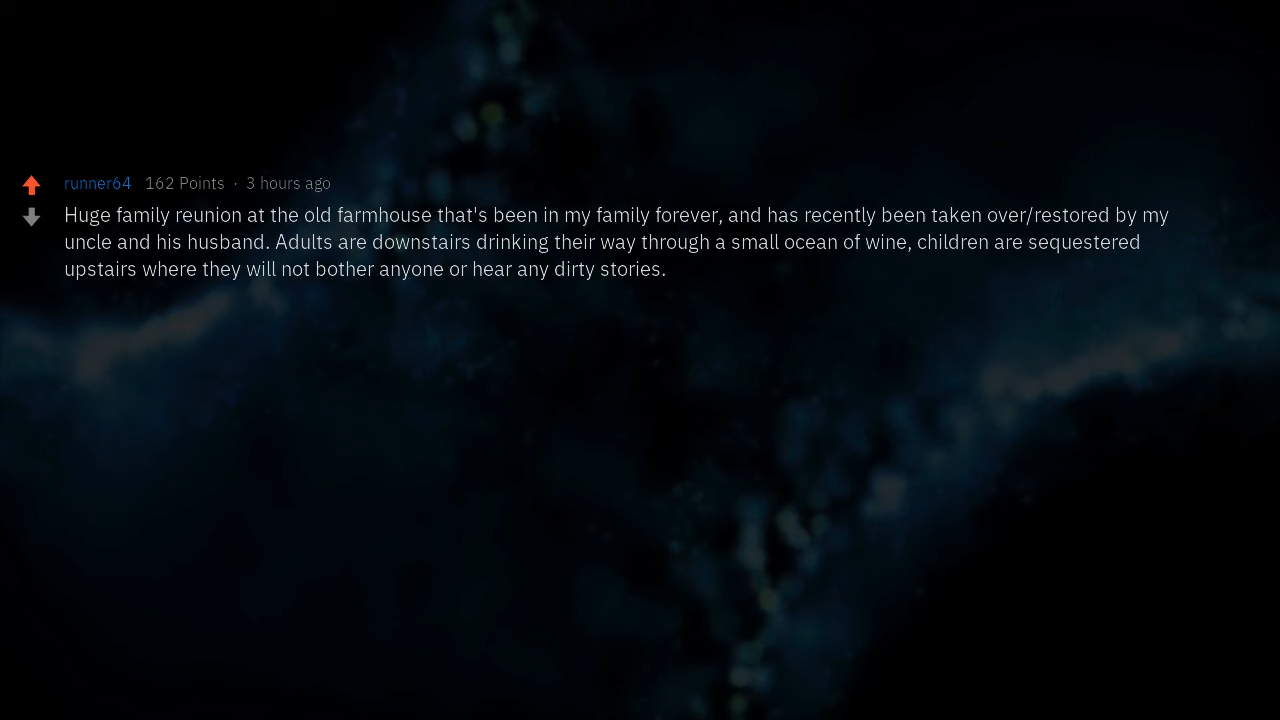 runner64 162 Points · 3 hours ago
Huge family reunion at the old farmhouse that's been in my family forever, and has recently been taken over/restored by my
uncle and his husband. Adults are downstairs drinking their way through a small ocean of wine, children are sequestered
upstairs where they will not bother anyone or hear any dirty stories.